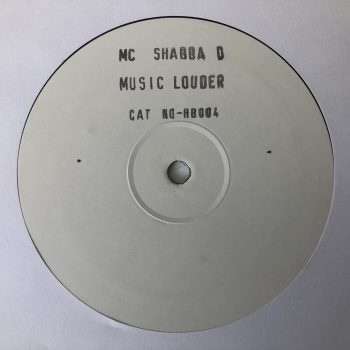 MC SHABBA D
MUSIC LOUDER
CAT NO-HB004